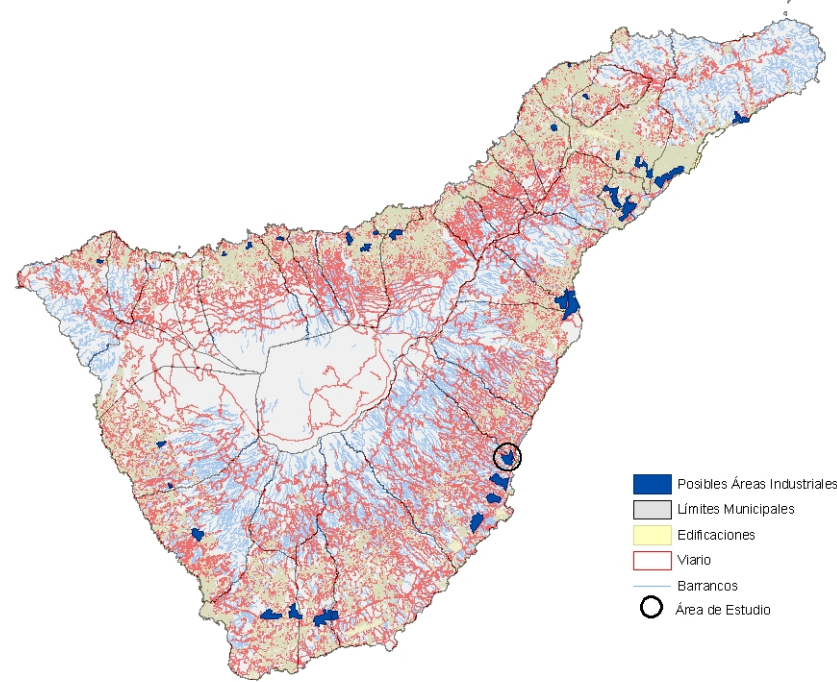 Posibles Áreas Industriales
Límites Municipales
Edificaciones
Viario
Barrancos
Área de Estudio